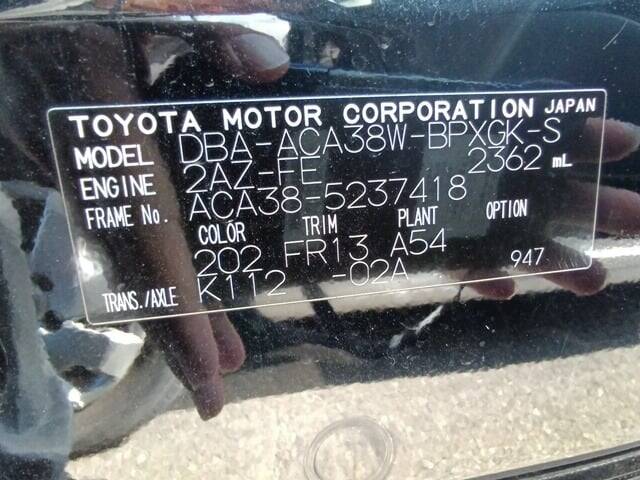 TOYOTA MOTOR CORPORATION JAPAN
MODEL DBA-ACA38W-BPXGK-S
ENGINE 2AZ-FE 2362 mL
FRAME No. ACA38-5237418
COLOR TRIM PLANT OPTION
202 FR13 A54 947
TRANS./AXLE K112 -02A